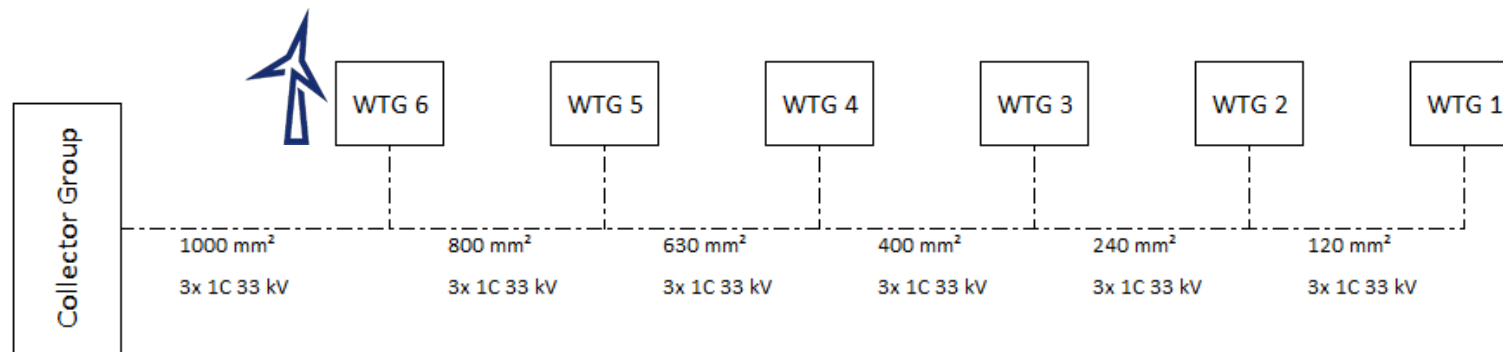 WTG 6
WTG 5
WTG 4
WTG 3
WTG 2
WTG 1
Collector Group
1000 mm²
800 mm²
630 mm²
400 mm²
240 mm²
120 mm²
3x 1C 33 kV
3x 1C 33 kV
3x 1C 33 kV
3x 1C 33 kV
3x 1C 33 kV
3x 1C 33 kV